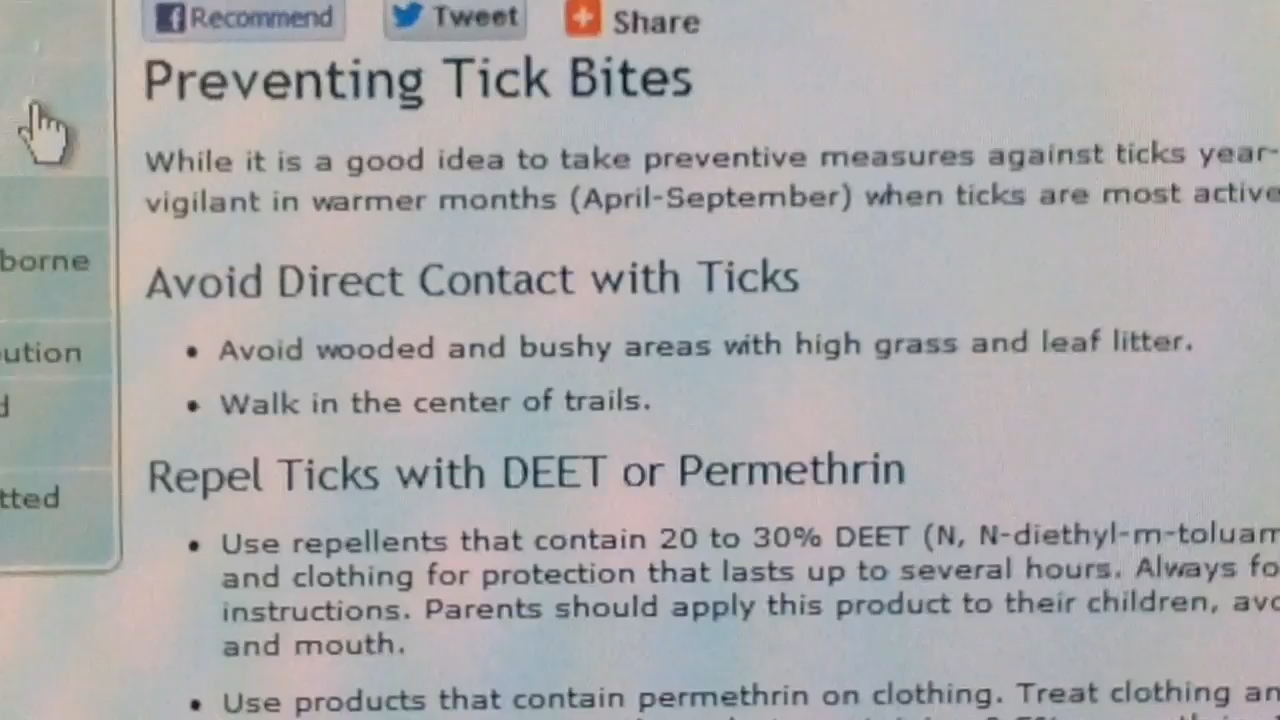 Recommend Tweet Share
Preventing Tick Bites
While it is a good idea to take preventive measures against ticks year-
vigilant in warmer months (April-September) when ticks are most active
borne
Avoid Direct Contact with Ticks
ution
• Avoid wooded and bushy areas with high grass and leaf litter.
d
• Walk in the center of trails.
Repel Ticks with DEET or Permethrin
tted
• Use repellents that contain 20 to 30% DEET (N, N-diethyl-m-toluam
and clothing for protection that lasts up to several hours. Always fo
instructions. Parents should apply this product to their children, avo
and mouth.
• Use products that contain permethrin on clothing. Treat clothing an